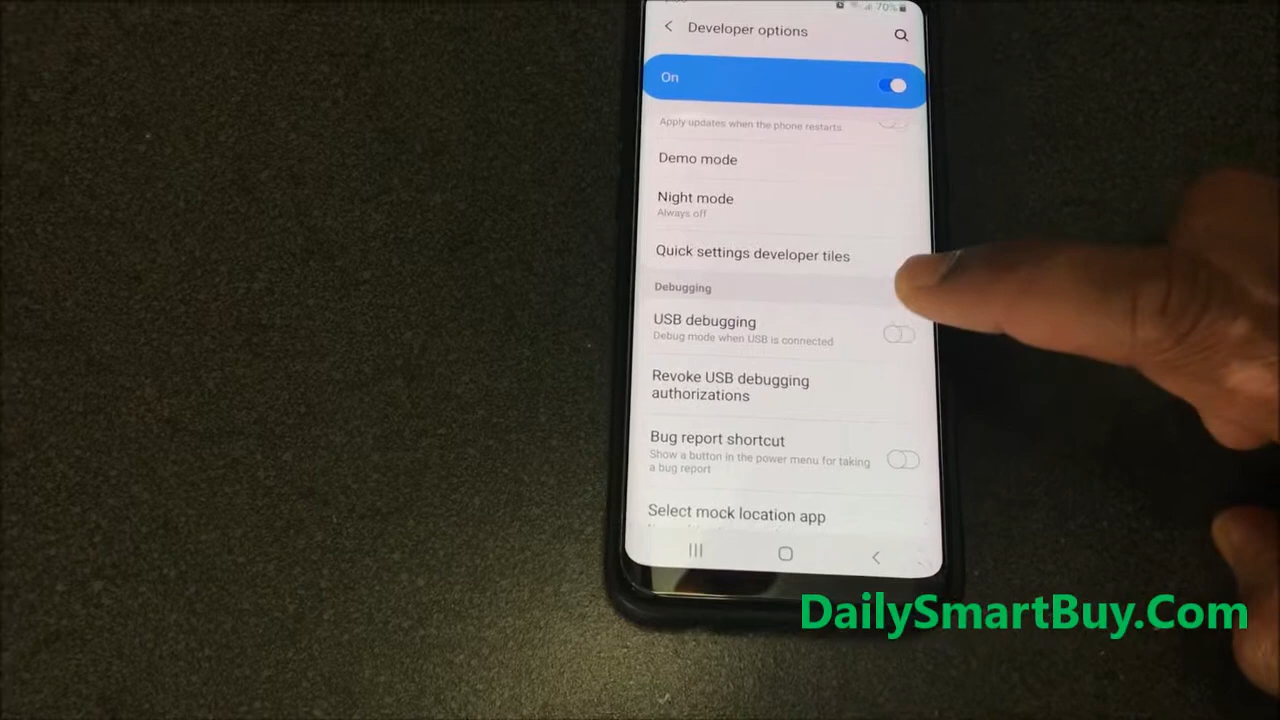 70%
Developer options
On
Apply updates when the phone restarts
Demo mode
Night mode
Always off
Quick settings developer tiles
Debugging
USB debugging
Debug mode when USB is connected
Revoke USB debugging
authorizations
Bug report shortcut
Show a button in the power menu for taking
a bug report
Select mock location app
DailySmartBuy.Com